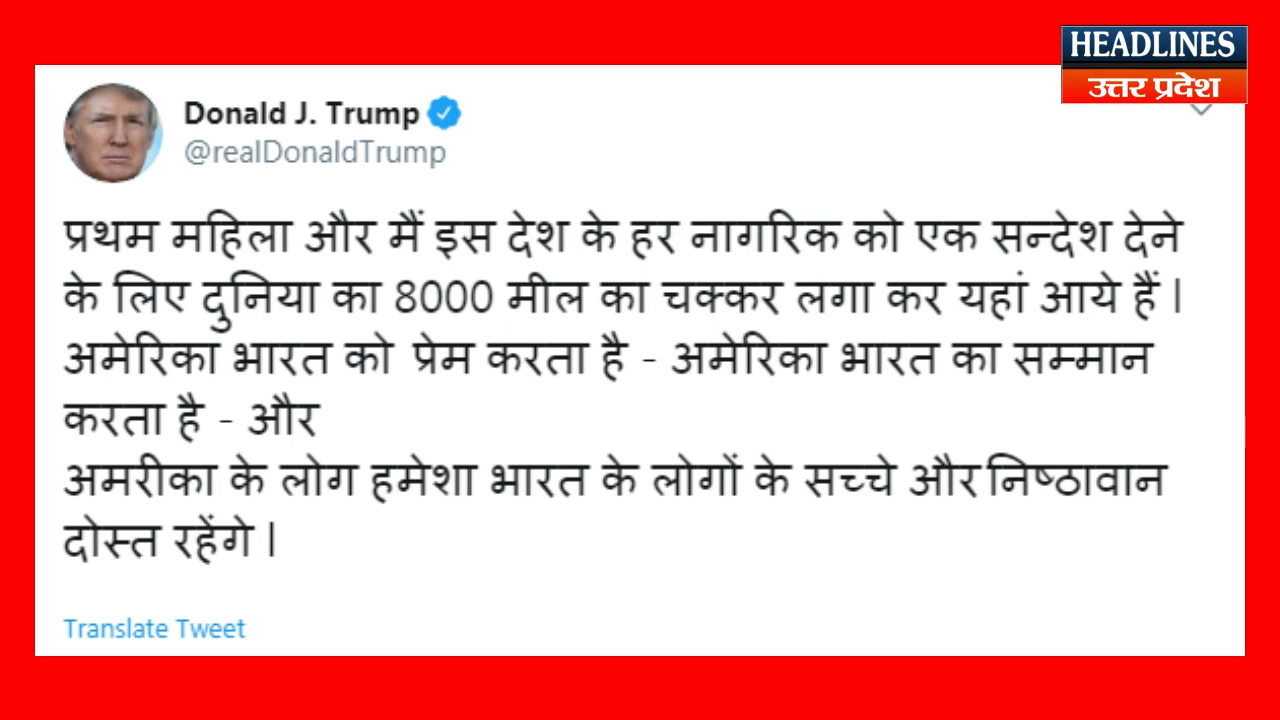 HEADLINES
उत्तर प्रदेश
Donald J. Trump
@realDonaldTrump
प्रथम महिला और मैं इस देश के हर नागरिक को एक सन्देश देने
के लिए दुनिया का 8000 मील का चक्कर लगा कर यहां आये हैं |
अमेरिका भारत को प्रेम करता है - अमेरिका भारत का सम्मान
करता है - और
अमरीका के लोग हमेशा भारत के लोगों के सच्चे और निष्ठावान
दोस्त रहेंगे |
Translate Tweet